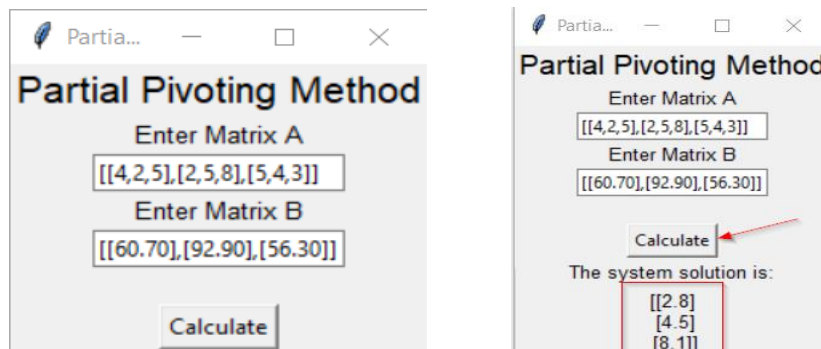 Partia...
Partial Pivoting Method
Enter Matrix A
[[4,2,5],[2,5,8],[5,4,3]]
Enter Matrix B
[[60.70],[92.90],[56.30]]
Calculate
Partia...
Partial Pivoting Method
Enter Matrix A
[[4,2,5],[2,5,8],[5,4,3]]
Enter Matrix B
[[60.70],[92.90],[56.30]]
Calculate
The system solution is:
[[2.8]
[4.5]
[8.1]]